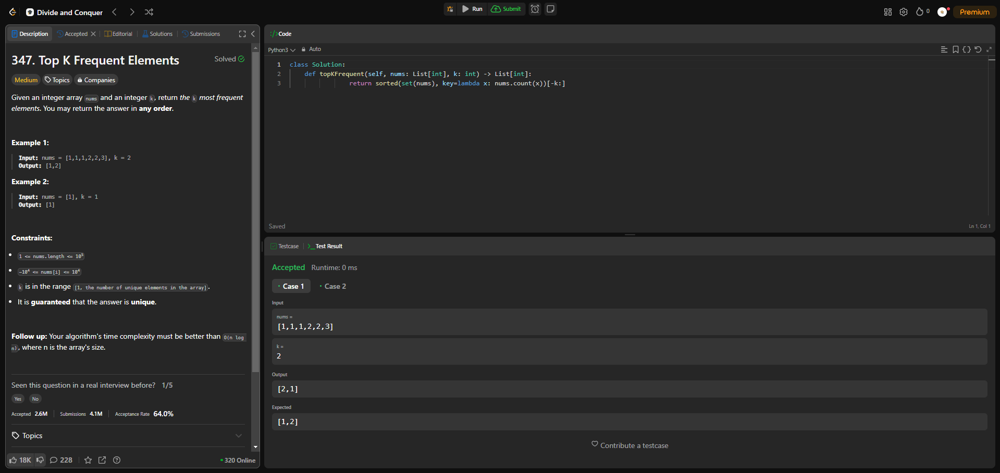 Divide and Conquer
Run
Submit
0
Premium
Description
Accepted
Editorial
Solutions
Submissions
347. Top K Frequent Elements
Solved
Medium
Topics
Companies
Given an integer array nums and an integer k, return the k most frequent
elements. You may return the answer in any order.
Example 1:
Input: nums = [1,1,1,2,2,3], k = 2
Output: [1,2]
Example 2:
Input: nums = [1], k = 1
Output: [1]
Constraints:
1 <= nums.length <= 10⁵
-10⁴ <= nums[i] <= 10⁴
k is in the range [1, the number of unique elements in the array].
It is guaranteed that the answer is unique.
Follow up: Your algorithm's time complexity must be better than O(n log
n), where n is the array's size.
Seen this question in a real interview before? 1/5
Yes
No
Accepted 2.6M
Submissions 4.1M
Acceptance Rate 64.0%
Topics
18K
228
320 Online
</>Code
Python3
Auto
1 class Solution:
2 def topKFrequent(self, nums: List[int], k: int) -> List[int]:
3 return sorted(set(nums), key=lambda x: nums.count(x))[-k:]
Saved
Ln 1, Col 1
Testcase
>_Test Result
Accepted
Runtime: 0 ms
Case 1
Case 2
Input
nums =
[1,1,1,2,2,3]
k =
2
Output
[2,1]
Expected
[1,2]
Contribute a testcase